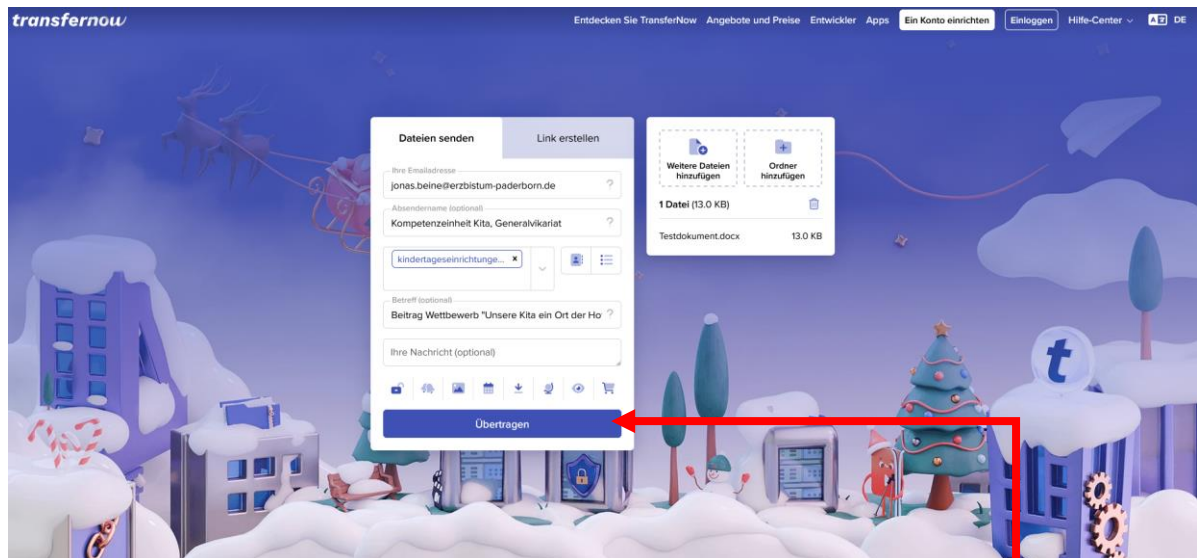 transfernow
Entdecken Sie TransferNow Angebote und Preise Entwickler Apps Ein Konto einrichten Einloggen Hilfe-Center DE
Dateien senden Link erstellen
Ihre Emailadresse
jonas.beine@erzbistum-paderborn.de ?
Absendername (optional)
Kompetenzeinheit Kita, Generalvikariat ?
kindertageseinrichtunge... x
Betreff (optional)
Beitrag Wettbewerb "Unsere Kita ein Ort der Ho ?
Ihre Nachricht (optional)
Übertragen
Weitere Dateien
hinzufügen
Ordner
hinzufügen
1 Datei (13.0 KB)
Testdokument.docx 13.0 KB
t